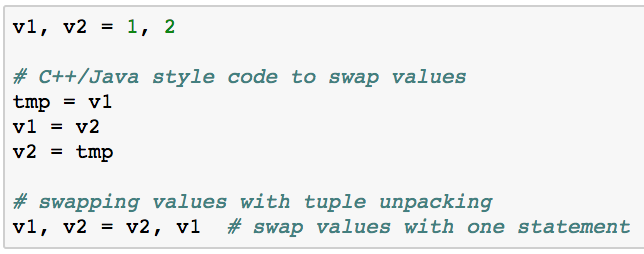 v1, v2 = 1, 2
# C++/Java style code to swap values
tmp = v1
v1 = v2
v2 = tmp
# swapping values with tuple unpacking
v1, v2 = v2, v1  # swap values with one statement